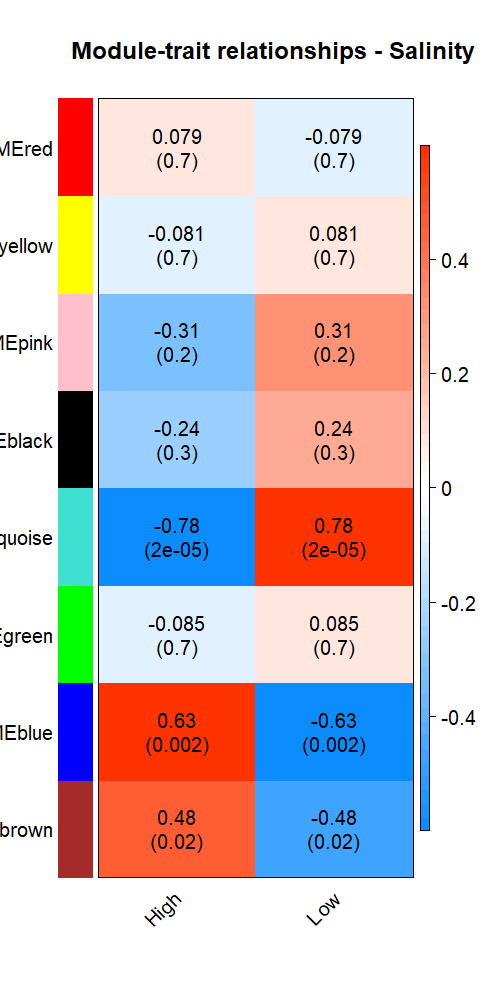 Module-trait relationships - Salinity
MEred
0.079
(0.7)
-0.079
(0.7)
yellow
-0.081
(0.7)
0.081
(0.7)
MEpink
-0.31
(0.2)
0.31
(0.2)
Eblack
-0.24
(0.3)
0.24
(0.3)
quoise
-0.78
(2e-05)
0.78
(2e-05)
Egreen
-0.085
(0.7)
0.085
(0.7)
MEblue
0.63
(0.002)
-0.63
(0.002)
brown
0.48
(0.02)
-0.48
(0.02)
High
Low
0.4
0.2
0
-0.2
-0.4